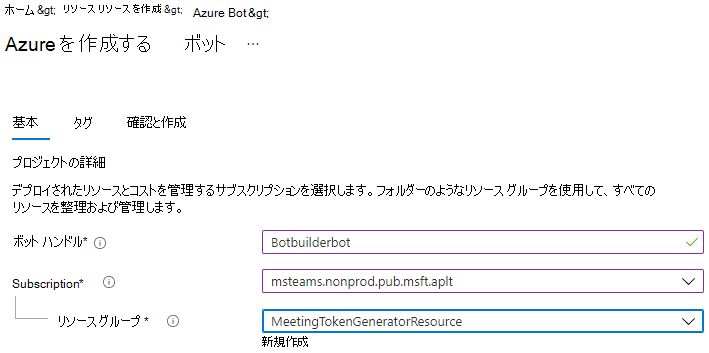 ホーム &gt; リソース リソースを作成 &gt; Azure Bot &gt;
Azure を作成する ボット ...
基本 タグ 確認と作成
プロジェクトの詳細
デプロイされたリソースとコストを管理するサブスクリプションを選択します。フォルダーのようなリソース グループを使用して、すべての
リソースを整理および管理します。
ボット ハンドル* Botbuilderbot
Subscription* msteams.nonprod.pub.msft.aplt
リソース グループ * MeetingTokenGeneratorResource
新規作成